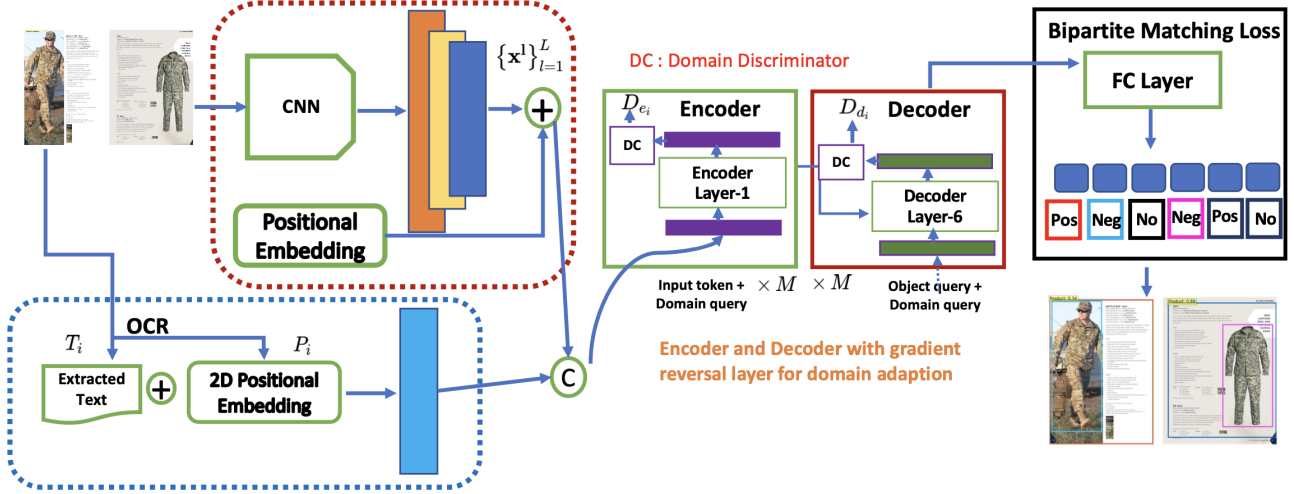 CNN
{x^l}_{l=1}^L
+
Positional
Embedding
OCR
T_i
P_i
Extracted
Text
+
2D Positional
Embedding
C
DC : Domain Discriminator
D_{e_i}
Encoder
DC
Encoder
Layer-1
D_{d_i}
Decoder
DC
Decoder
Layer-6
Input token +
Domain query
× M
× M
Object query +
Domain query
Encoder and Decoder with gradient
reversal layer for domain adaption
Bipartite Matching Loss
FC Layer
Pos
Neg
No
Neg
Pos
No